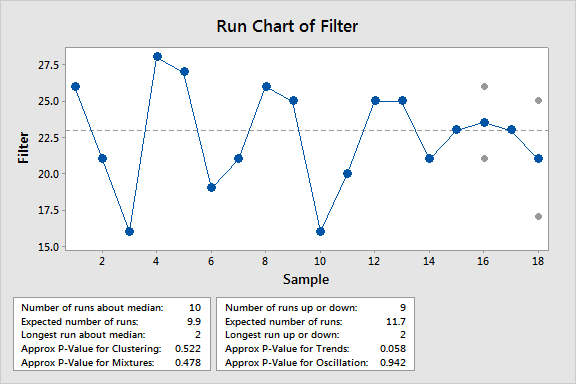 Run Chart of Filter
27.5
25.0
22.5
20.0
17.5
15.0
Filter
2 4 6 8 10 12 14 16 18
Sample
Number of runs about median: 10
Expected number of runs: 9.9
Longest run about median: 2
Approx P-Value for Clustering: 0.522
Approx P-Value for Mixtures: 0.478
Number of runs up or down: 9
Expected number of runs: 11.7
Longest run up or down: 2
Approx P-Value for Trends: 0.058
Approx P-Value for Oscillation: 0.942